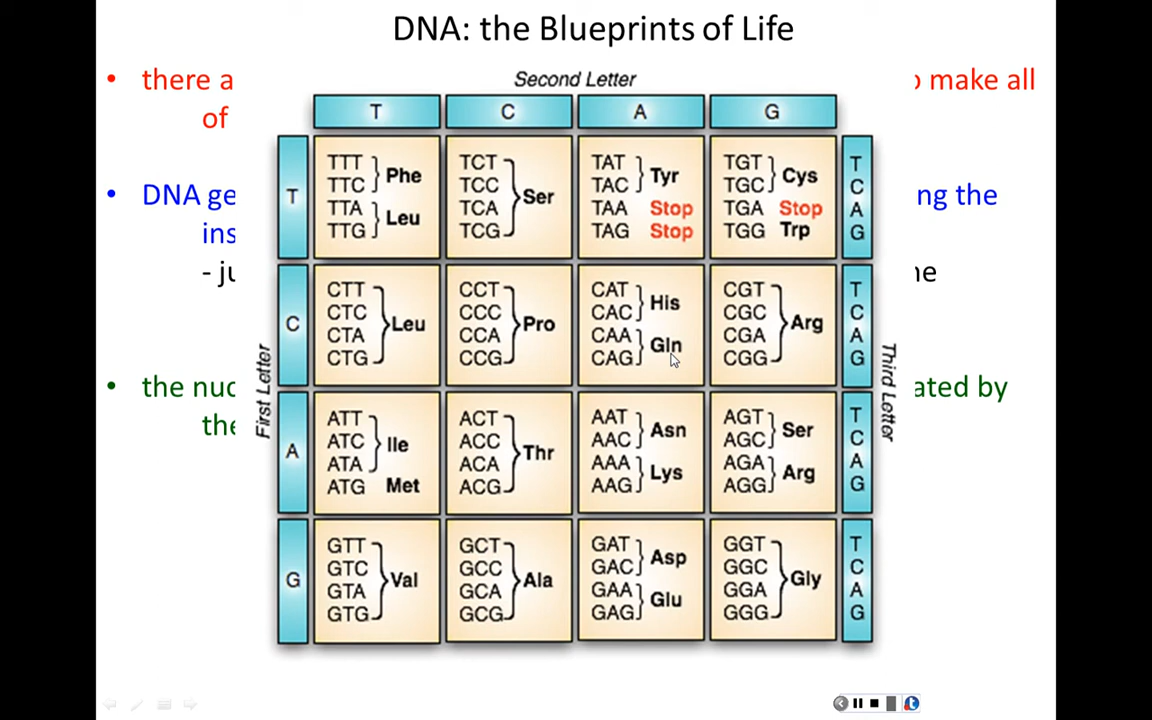 DNA: the Blueprints of Life
• there a
o make all
of
• DNA ge
ing the
ins
- ju
ne
• the nuc
ated by
the
Second Letter
T C A G
First Letter
Third Letter
T
TTT TTC Phe
TTA TTG Leu
TCT TCC TCA TCG Ser
TAT TAC Tyr
TAA Stop
TAG Stop
TGT TGC Cys
TGA Stop
TGG Trp
T C A G
C
CTT CTC CTA CTG Leu
CCT CCC CCA CCG Pro
CAT CAC His
CAA CAG Gln
CGT CGC CGA CGG Arg
T C A G
A
ATT ATC ATA Ile
ATG Met
ACT ACC ACA ACG Thr
AAT AAC Asn
AAA AAG Lys
AGT AGC Ser
AGA AGG Arg
T C A G
G
GTT GTC GTA GTG Val
GCT GCC GCA GCG Ala
GAT GAC Asp
GAA GAG Glu
GGT GGC GGA GGG Gly
T C A G